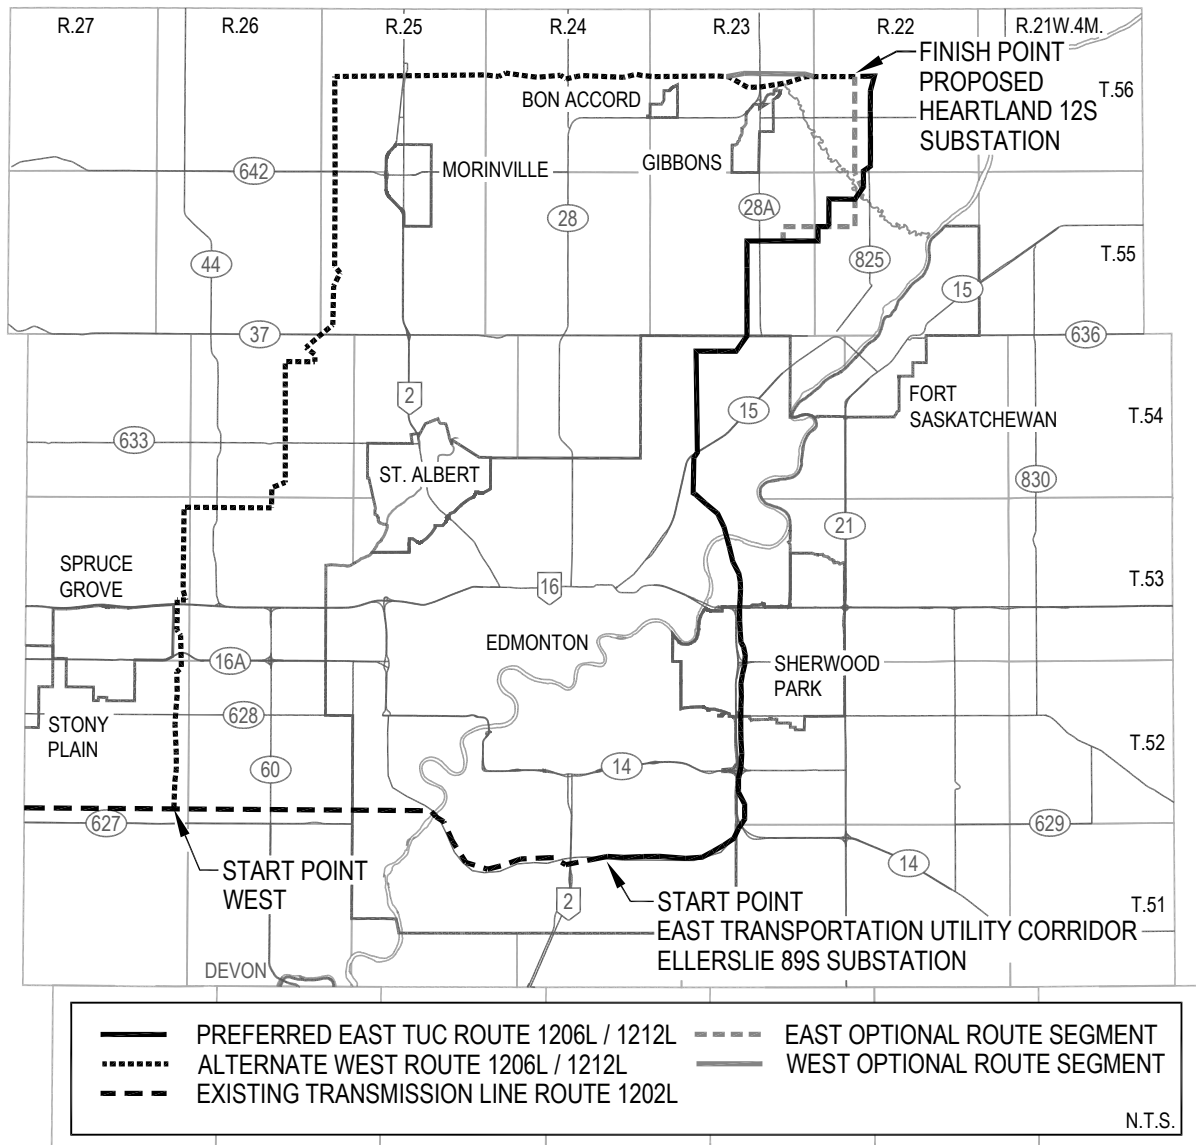 R.27
R.26
R.25
R.24
R.23
R.22
R.21W.4M.
FINISH POINT
PROPOSED
HEARTLAND 12S
SUBSTATION
T.56
BON ACCORD
GIBBONS
MORINVILLE
642
28
28A
44
825
T.55
15
37
636
2
15
FORT
SASKATCHEWAN
T.54
633
ST. ALBERT
830
21
SPRUCE
GROVE
16
T.53
EDMONTON
16A
SHERWOOD
PARK
628
STONY
PLAIN
T.52
60
14
627
629
START POINT
WEST
14
2
START POINT
EAST TRANSPORTATION UTILITY CORRIDOR
ELLERSLIE 89S SUBSTATION
T.51
DEVON
PREFERRED EAST TUC ROUTE 1206L / 1212L
ALTERNATE WEST ROUTE 1206L / 1212L
EXISTING TRANSMISSION LINE ROUTE 1202L
EAST OPTIONAL ROUTE SEGMENT
WEST OPTIONAL ROUTE SEGMENT
N.T.S.